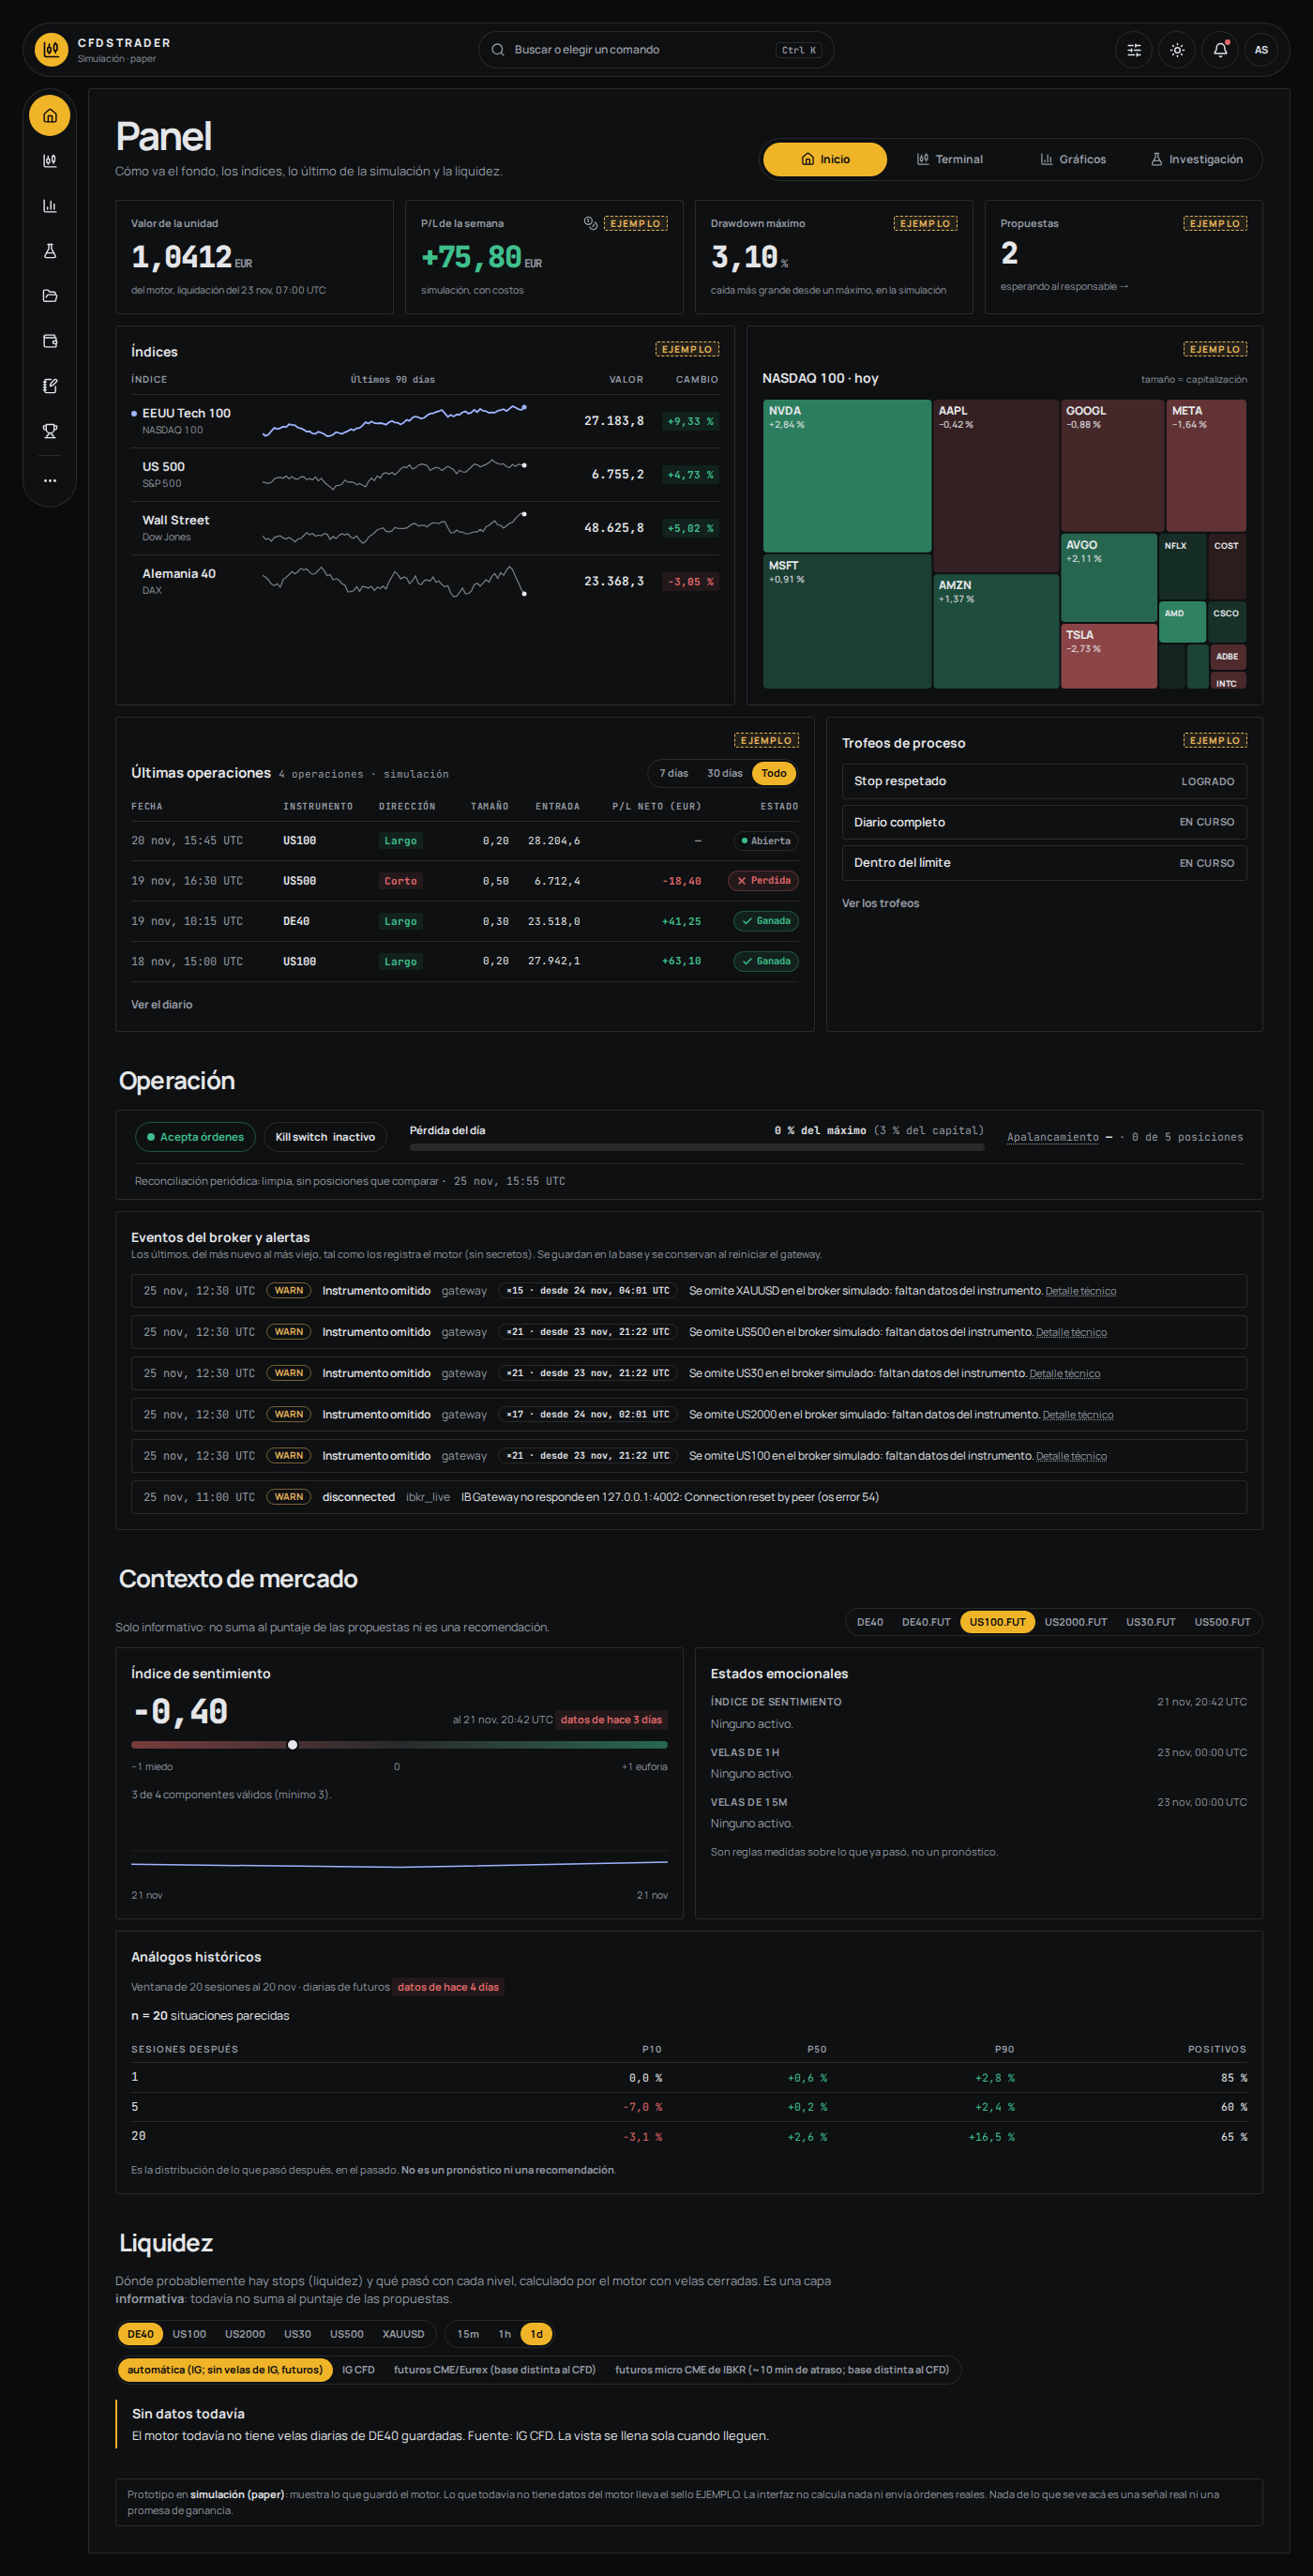 CFDSTRADER
Simulación · paper
Buscar o elegir un comando
Ctrl K
AS
Panel
Cómo va el fondo, los índices, lo último de la simulación y la liquidez.
Inicio Terminal Gráficos Investigación
Valor de la unidad
1,0412 EUR
del motor, liquidación del 23 nov, 07:00 UTC
P/L de la semana EJEMPLO
+75,80 EUR
simulación, con costos
Drawdown máximo EJEMPLO
3,10 %
caída más grande desde un máximo, en la simulación
Propuestas EJEMPLO
2
esperando al responsable →
Índices EJEMPLO
ÍNDICE Últimos 90 días VALOR CAMBIO
EEUU Tech 100 27.183,8 +9,33 %
NASDAQ 100
US 500 6.755,2 +4,73 %
S&P 500
Wall Street 48.625,8 +5,02 %
Dow Jones
Alemania 40 23.368,3 -3,05 %
DAX
EJEMPLO
NASDAQ 100 · hoy tamaño = capitalización
NVDA
+2,84 %
AAPL
−0,42 %
GOOGL
−0,88 %
META
−1,64 %
MSFT
+0,91 %
AMZN
+1,37 %
AVGO
+2,11 %
TSLA
−2,73 %
NFLX
COST
AMD
CSCO
ADBE
INTC
EJEMPLO
Últimas operaciones 4 operaciones · simulación 7 días 30 días Todo
FECHA INSTRUMENTO DIRECCIÓN TAMAÑO ENTRADA P/L NETO (EUR) ESTADO
20 nov, 15:45 UTC US100 Largo 0,20 28.204,6 — Abierta
19 nov, 16:30 UTC US500 Corto 0,50 6.712,4 -18,40 Perdida
19 nov, 10:15 UTC DE40 Largo 0,30 23.518,0 +41,25 Ganada
18 nov, 15:00 UTC US100 Largo 0,20 27.942,1 +63,10 Ganada
Ver el diario
Trofeos de proceso EJEMPLO
Stop respetado LOGRADO
Diario completo EN CURSO
Dentro del límite EN CURSO
Ver los trofeos
Operación
Acepta órdenes Kill switch inactivo Pérdida del día 0 % del máximo (3 % del capital) Apalancamiento — · 0 de 5 posiciones
Reconciliación periódica: limpia, sin posiciones que comparar · 25 nov, 15:55 UTC
Eventos del broker y alertas
Los últimos, del más nuevo al más viejo, tal como los registra el motor (sin secretos). Se guardan en la base y se conservan al reiniciar el gateway.
25 nov, 12:30 UTC WARN Instrumento omitido gateway ×15 · desde 24 nov, 04:01 UTC Se omite XAUUSD en el broker simulado: faltan datos del instrumento. Detalle técnico
25 nov, 12:30 UTC WARN Instrumento omitido gateway ×21 · desde 23 nov, 21:22 UTC Se omite US500 en el broker simulado: faltan datos del instrumento. Detalle técnico
25 nov, 12:30 UTC WARN Instrumento omitido gateway ×21 · desde 23 nov, 21:22 UTC Se omite US30 en el broker simulado: faltan datos del instrumento. Detalle técnico
25 nov, 12:30 UTC WARN Instrumento omitido gateway ×17 · desde 24 nov, 02:01 UTC Se omite US2000 en el broker simulado: faltan datos del instrumento. Detalle técnico
25 nov, 12:30 UTC WARN Instrumento omitido gateway ×21 · desde 23 nov, 21:22 UTC Se omite US100 en el broker simulado: faltan datos del instrumento. Detalle técnico
25 nov, 11:00 UTC WARN disconnected ibkr_live IB Gateway no responde en 127.0.0.1:4002: Connection reset by peer (os error 54)
Contexto de mercado
Solo informativo: no suma al puntaje de las propuestas ni es una recomendación.
DE40 DE40.FUT US100.FUT US2000.FUT US30.FUT US500.FUT
Índice de sentimiento
-0,40 al 21 nov, 20:42 UTC datos de hace 3 días
−1 miedo 0 +1 euforia
3 de 4 componentes válidos (mínimo 3).
21 nov 21 nov
Estados emocionales
ÍNDICE DE SENTIMIENTO 21 nov, 20:42 UTC
Ninguno activo.
VELAS DE 1H 23 nov, 00:00 UTC
Ninguno activo.
VELAS DE 15M 23 nov, 00:00 UTC
Ninguno activo.
Son reglas medidas sobre lo que ya pasó, no un pronóstico.
Análogos históricos
Ventana de 20 sesiones al 20 nov · diarias de futuros datos de hace 4 días
n = 20 situaciones parecidas
SESIONES DESPUÉS P10 P50 P90 POSITIVOS
1 0,0 % +0,6 % +2,8 % 85 %
5 -7,0 % +0,2 % +2,4 % 60 %
20 -3,1 % +2,6 % +16,5 % 65 %
Es la distribución de lo que pasó después, en el pasado. No es un pronóstico ni una recomendación.
Liquidez
Dónde probablemente hay stops (liquidez) y qué pasó con cada nivel, calculado por el motor con velas cerradas. Es una capa
informativa: todavía no suma al puntaje de las propuestas.
DE40 US100 US2000 US30 US500 XAUUSD 15m 1h 1d
automática (IG; sin velas de IG, futuros) IG CFD futuros CME/Eurex (base distinta al CFD) futuros micro CME de IBKR (~10 min de atraso; base distinta al CFD)
Sin datos todavía
El motor todavía no tiene velas diarias de DE40 guardadas. Fuente: IG CFD. La vista se llena sola cuando lleguen.
Prototipo en simulación (paper): muestra lo que guardó el motor. Lo que todavía no tiene datos del motor lleva el sello EJEMPLO. La interfaz no calcula nada ni envía órdenes reales. Nada de lo que se ve acá es una señal real ni una
promesa de ganancia.